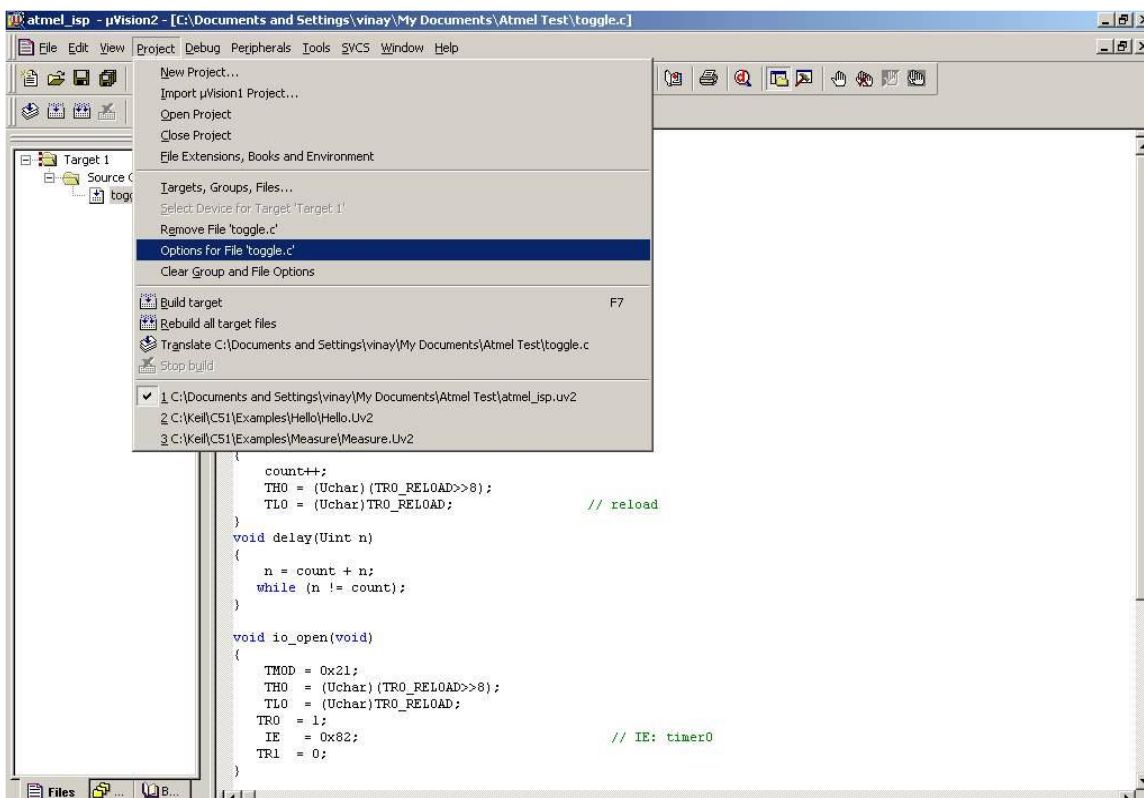 atmel_isp - µVision2 - [C:\Documents and Settings\vinay\My Documents\Atmel Test\toggle.c]
File Edit View Project Debug Peripherals Tools SVCS Window Help
New Project...
Import µVision1 Project...
Open Project
Close Project
File Extensions, Books and Environment
Targets, Groups, Files...
Select Device for Target 'Target 1'
Remove File 'toggle.c'
Options for File 'toggle.c'
Clear Group and File Options
Build target F7
Rebuild all target files
Translate C:\Documents and Settings\vinay\My Documents\Atmel Test\toggle.c
Stop build
1 C:\Documents and Settings\vinay\My Documents\Atmel Test\atmel_isp.uv2
2 C:\Keil\C51\Examples\Hello\Hello.Uv2
3 C:\Keil\C51\Examples\Measure\Measure.Uv2
Target 1
Source
togg
{
count++;
TH0 = (Uchar)(TR0_RELOAD>>8);
TL0 = (Uchar)TR0_RELOAD; // reload
}
void delay(Uint n)
{
n = count + n;
while (n != count);
}
void io_open(void)
{
TMOD = 0x21;
TH0 = (Uchar)(TR0_RELOAD>>8);
TL0 = (Uchar)TR0_RELOAD;
TR0 = 1;
IE = 0x82; // IE: timer0
TR1 = 0;
}
Files ... B...